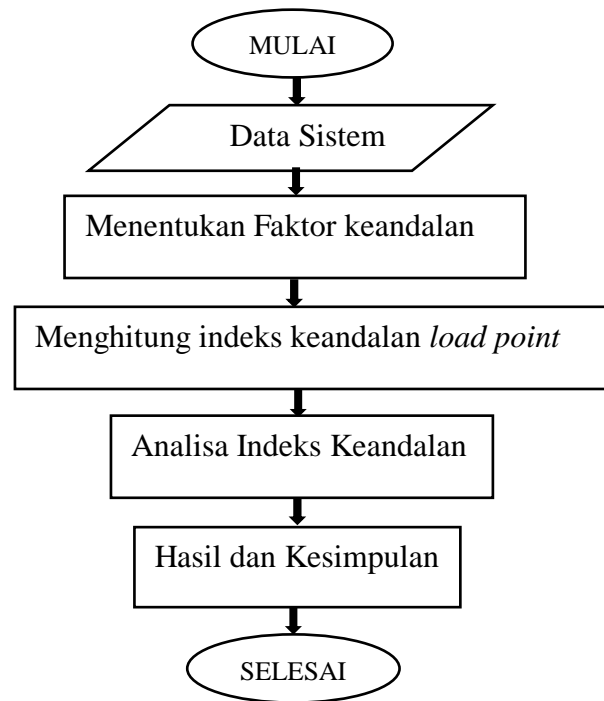 MULAI
Data Sistem
Menentukan Faktor keandalan
Menghitung indeks keandalan load point
Analisa Indeks Keandalan
Hasil dan Kesimpulan
SELESAI